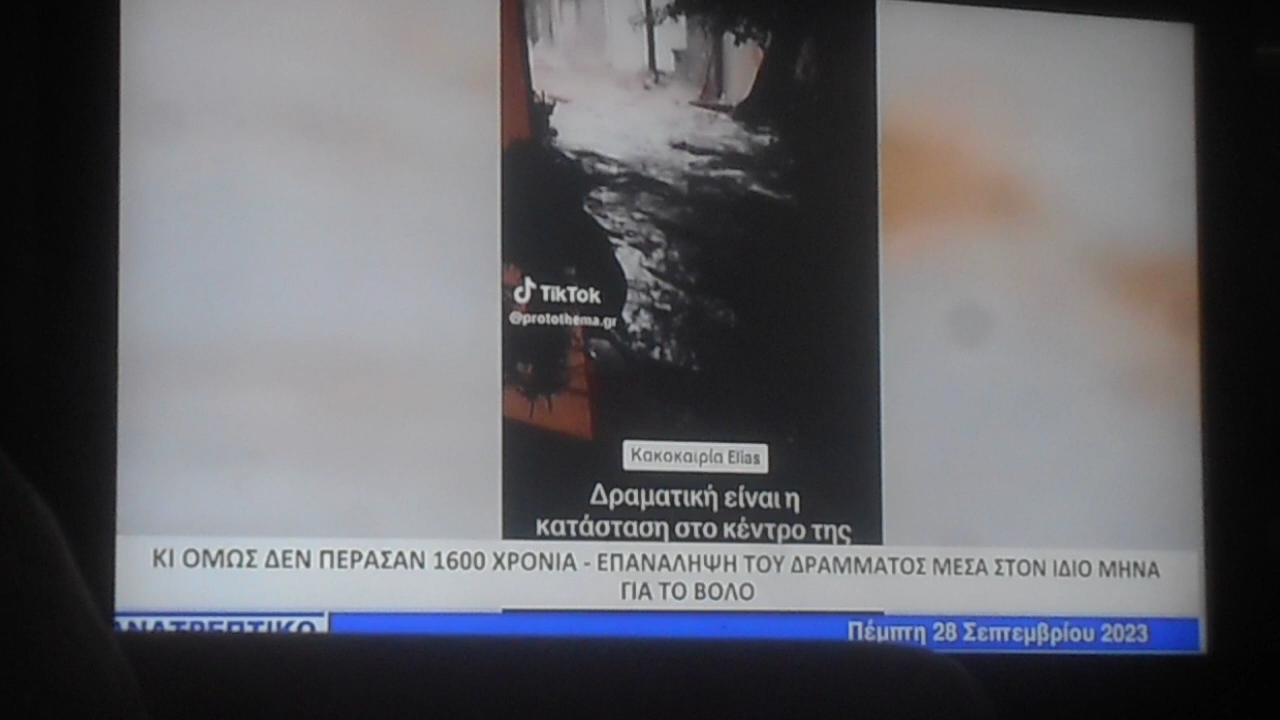 TikTok
@protothema.gr
Κακοκαιρία Elias
Δραματική είναι η
κατάσταση στο κέντρο της
ΚΙ ΟΜΩΣ ΔΕΝ ΠΕΡΑΣΑΝ 1600 ΧΡΟΝΙΑ - ΕΠΑΝΑΛΗΨΗ ΤΟΥ ΔΡΑΜΜΑΤΟΣ ΜΕΣΑ ΣΤΟΝ ΙΔΙΟ ΜΗΝΑ
ΓΙΑ ΤΟ ΒΟΛΟ
ΑΝΑΤΡΕΠΤΙΚΟ
Πέμπτη 28 Σεπτεμβρίου 2023